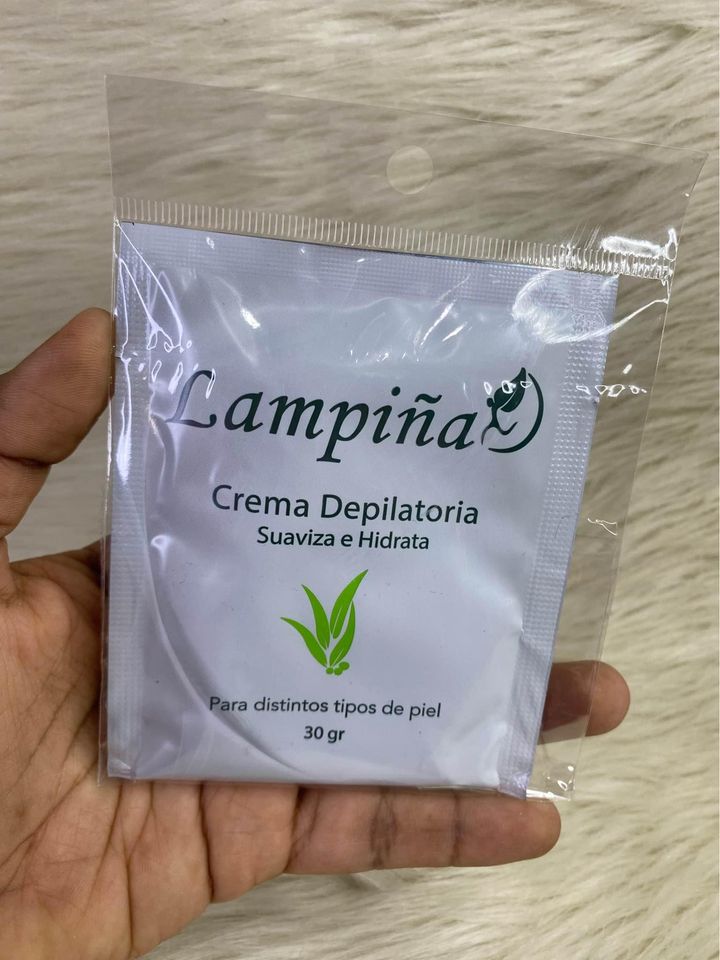 Lampiña
Crema Depilatoria
Suaviza e Hidrata
Para distintos tipos de piel
30 gr